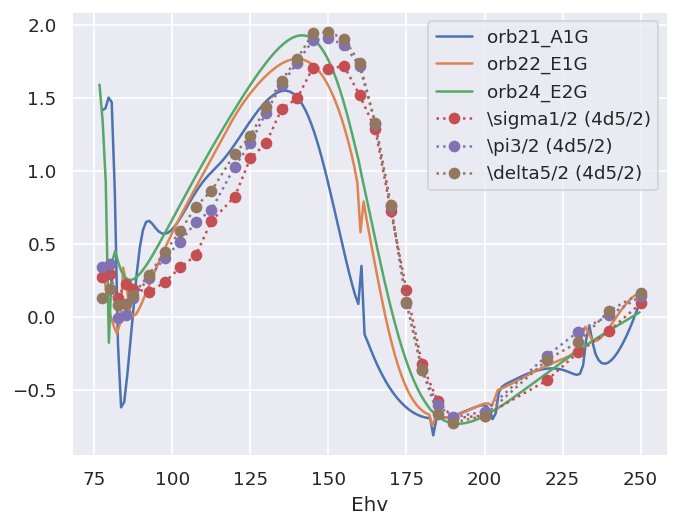 2.0
1.5
1.0
0.5
0.0
−0.5
75 100 125 150 175 200 225 250
Ehv
orb21_A1G
orb22_E1G
orb24_E2G
\sigma1/2 (4d5/2)
\pi3/2 (4d5/2)
\delta5/2 (4d5/2)